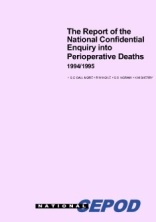 The Report of the
National Confidential
Enquiry into
Perioperative Deaths
1994/1995
NATIONAL
CEPOD